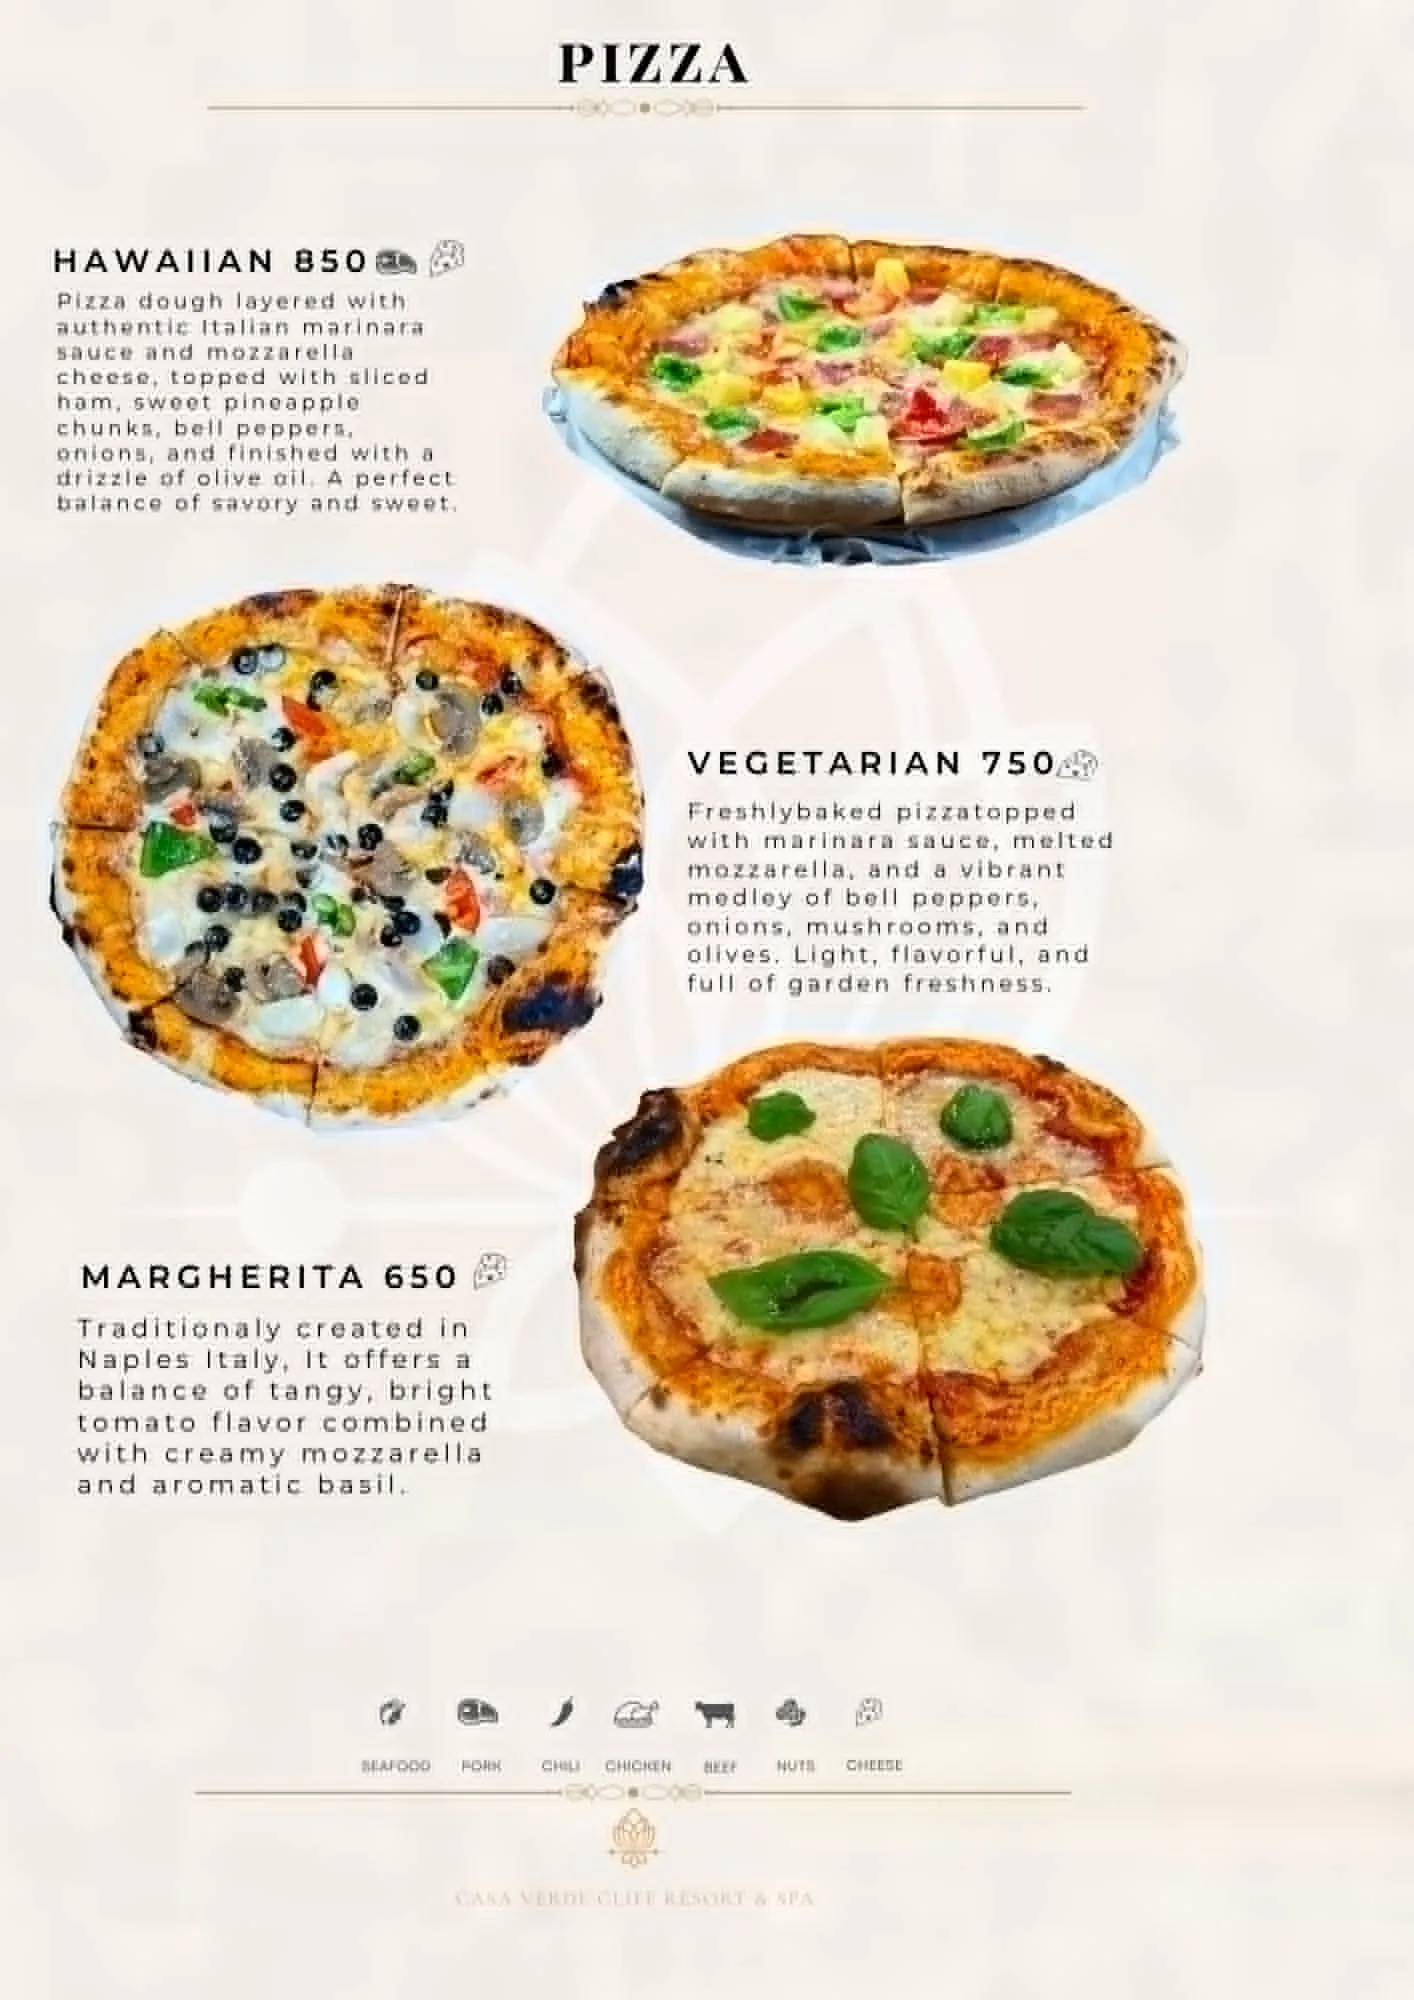 PIZZA
HAWAIIAN 850
Pizza dough layered with
authentic Italian marinara
sauce and mozzarella
cheese, topped with sliced
ham, sweet pineapple
chunks, bell peppers,
onions, and finished with a
drizzle of olive oil. A perfect
balance of savory and sweet.
VEGETARIAN 750
Freshlybaked pizzatopped
with marinara sauce, melted
mozzarella, and a vibrant
medley of bell peppers,
onions, mushrooms, and
olives. Light, flavorful, and
full of garden freshness.
MARGHERITA 650
Traditionaly created in
Naples Italy, It offers a
balance of tangy, bright
tomato flavor combined
with creamy mozzarella
and aromatic basil.
SEAFOOD PORK CHILI CHICKEN BEEF NUTS CHEESE
CASA VERDE CLIFF RESORT & SPA